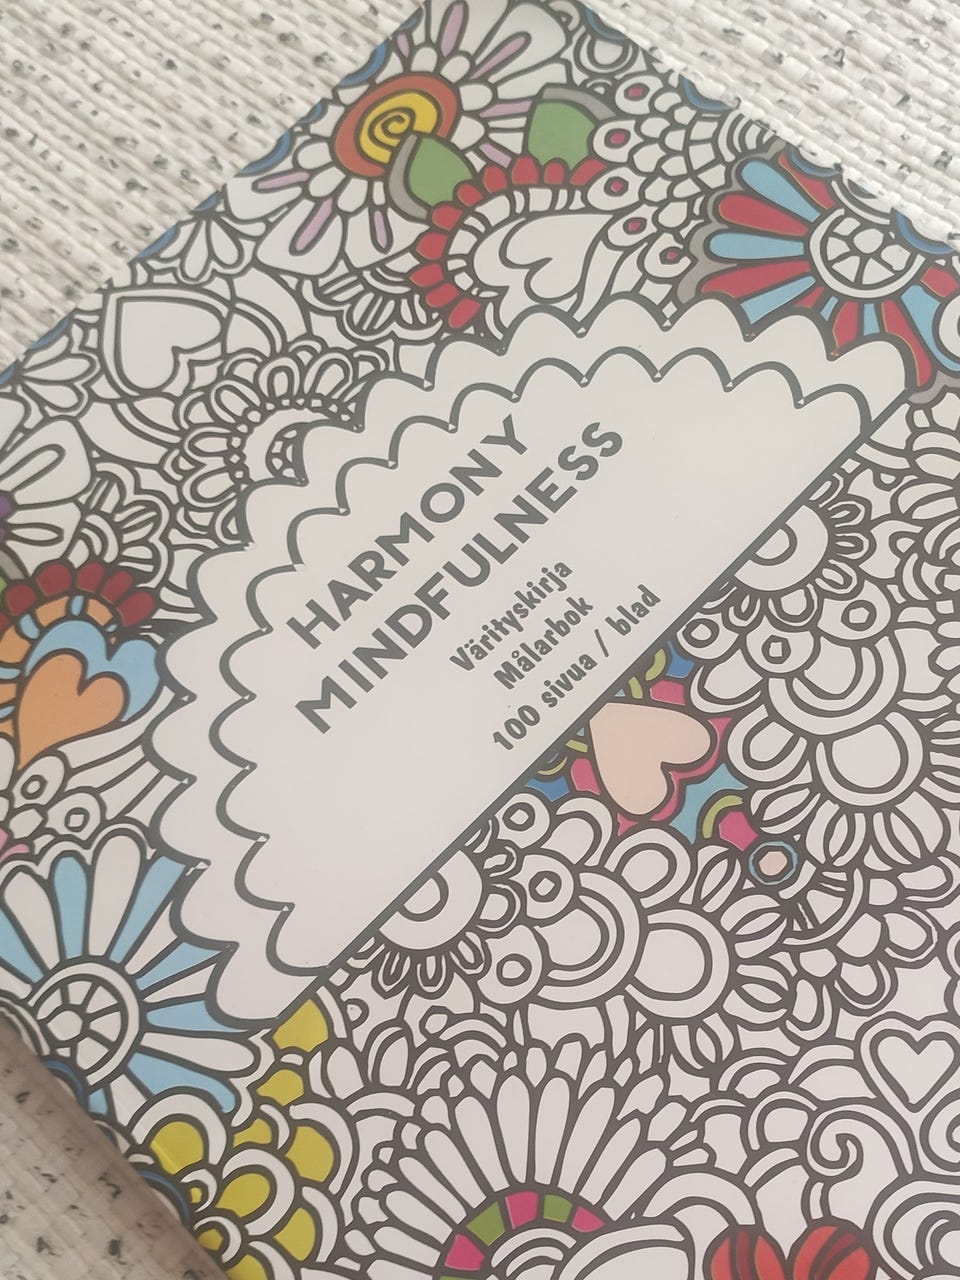 HARMONY
MINDFULNESS
Värityskirja
Målarbok
100 sivua / blad